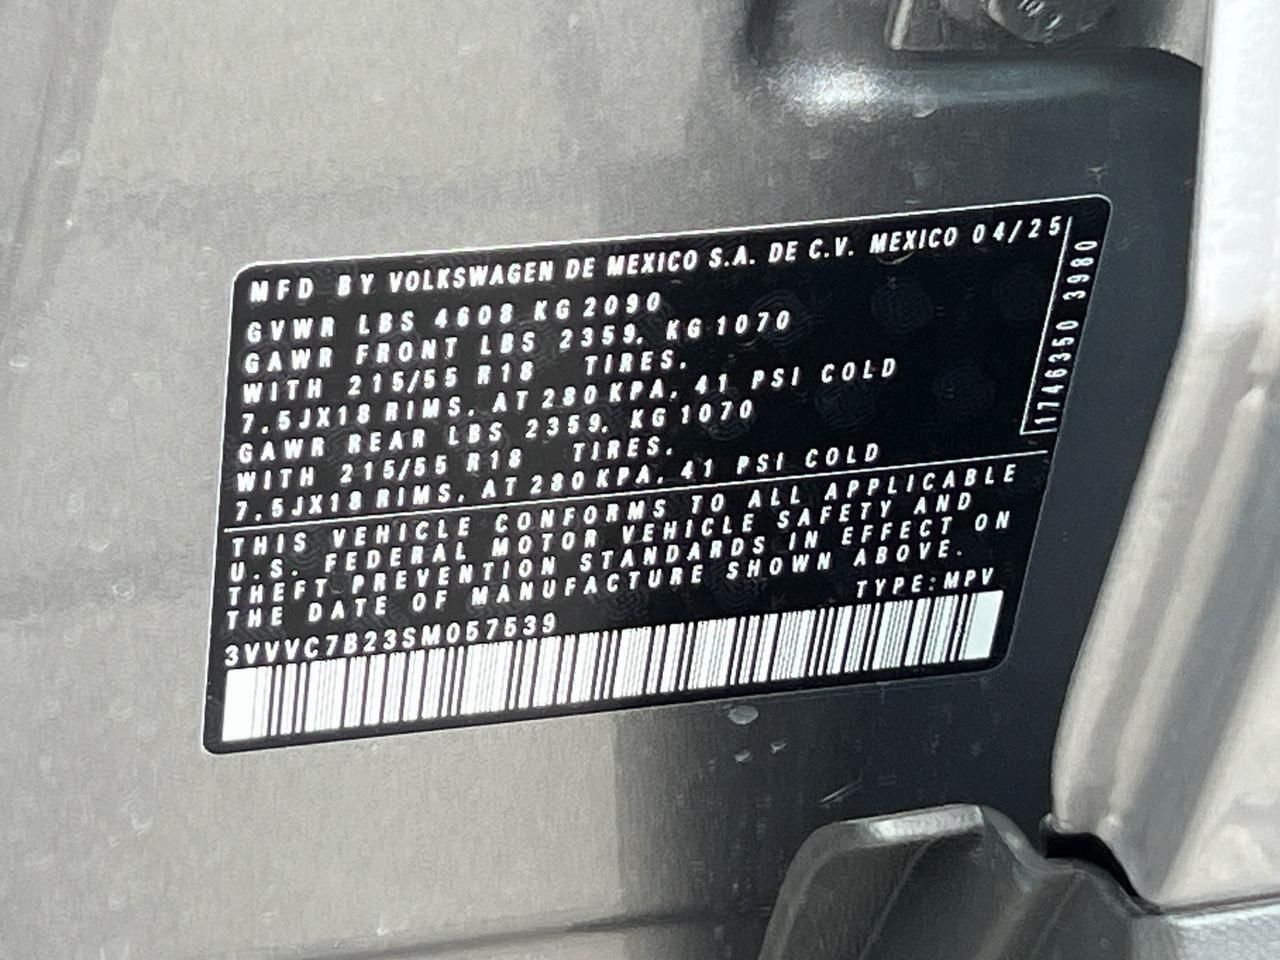 MFD BY VOLKSWAGEN DE MEXICO S.A. DE C.V. MEXICO 04/25
GVWR LBS 4608 KG 2090
GAWR FRONT LBS 2359, KG 1070
WITH 215/55 R18 TIRES.
7.5JX18 RIMS, AT 280 KPA, 41 PSI COLD
GAWR REAR LBS 2359, KG 1070
WITH 215/55 R18 TIRES.
7.5JX18 RIMS, AT 280 KPA, 41 PSI COLD
1746350 3980
THIS VEHICLE CONFORMS TO ALL APPLICABLE
U.S. FEDERAL MOTOR VEHICLE SAFETY AND
THEFT PREVENTION STANDARDS IN EFFECT ON
THE DATE OF MANUFACTURE SHOWN ABOVE.
TYPE: MPV
3VVVC7B23SM057539